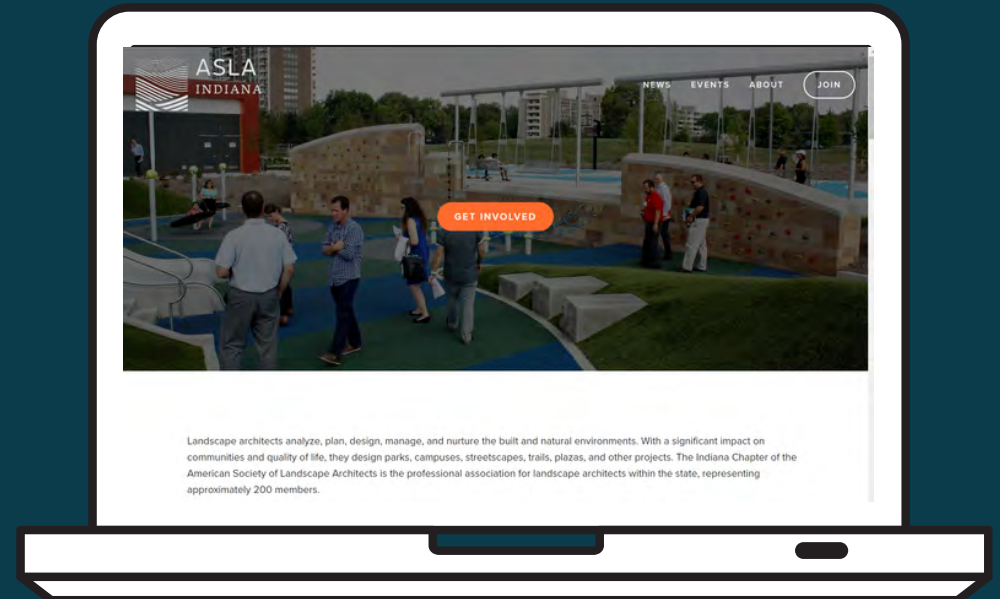 ASLA
INDIANA
NEWS EVENTS ABOUT JOIN
GET INVOLVED
Landscape architects analyze, plan, design, manage, and nurture the built and natural environments. With a significant impact on
communities and quality of life, they design parks, campuses, streetscapes, trails, plazas, and other projects. The Indiana Chapter of the
American Society of Landscape Architects is the professional association for landscape architects within the state, representing
approximately 200 members.